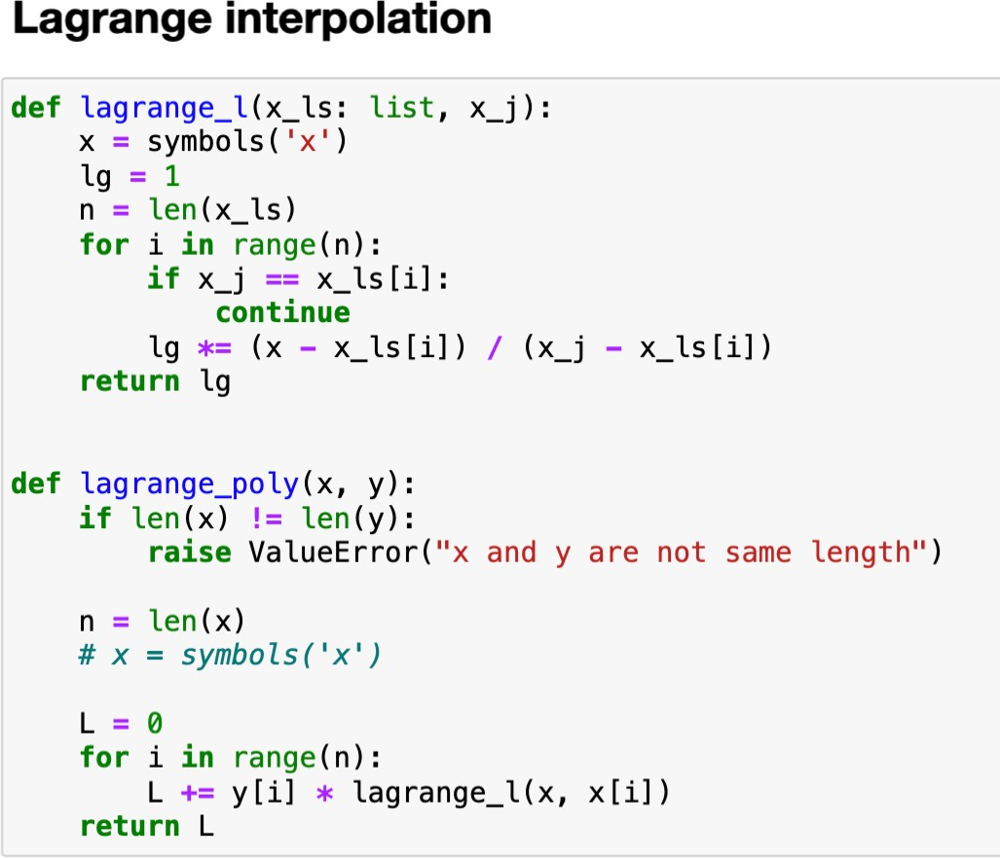 Lagrange interpolation
def lagrange_l(x_ls: list, x_j):
    x = symbols('x')
    lg = 1
    n = len(x_ls)
    for i in range(n):
        if x_j == x_ls[i]:
            continue
        lg *= (x - x_ls[i]) / (x_j - x_ls[i])
    return lg
def lagrange_poly(x, y):
    if len(x) != len(y):
        raise ValueError("x and y are not same length")
    n = len(x)
    # x = symbols('x')
    L = 0
    for i in range(n):
        L += y[i] * lagrange_l(x, x[i])
    return L